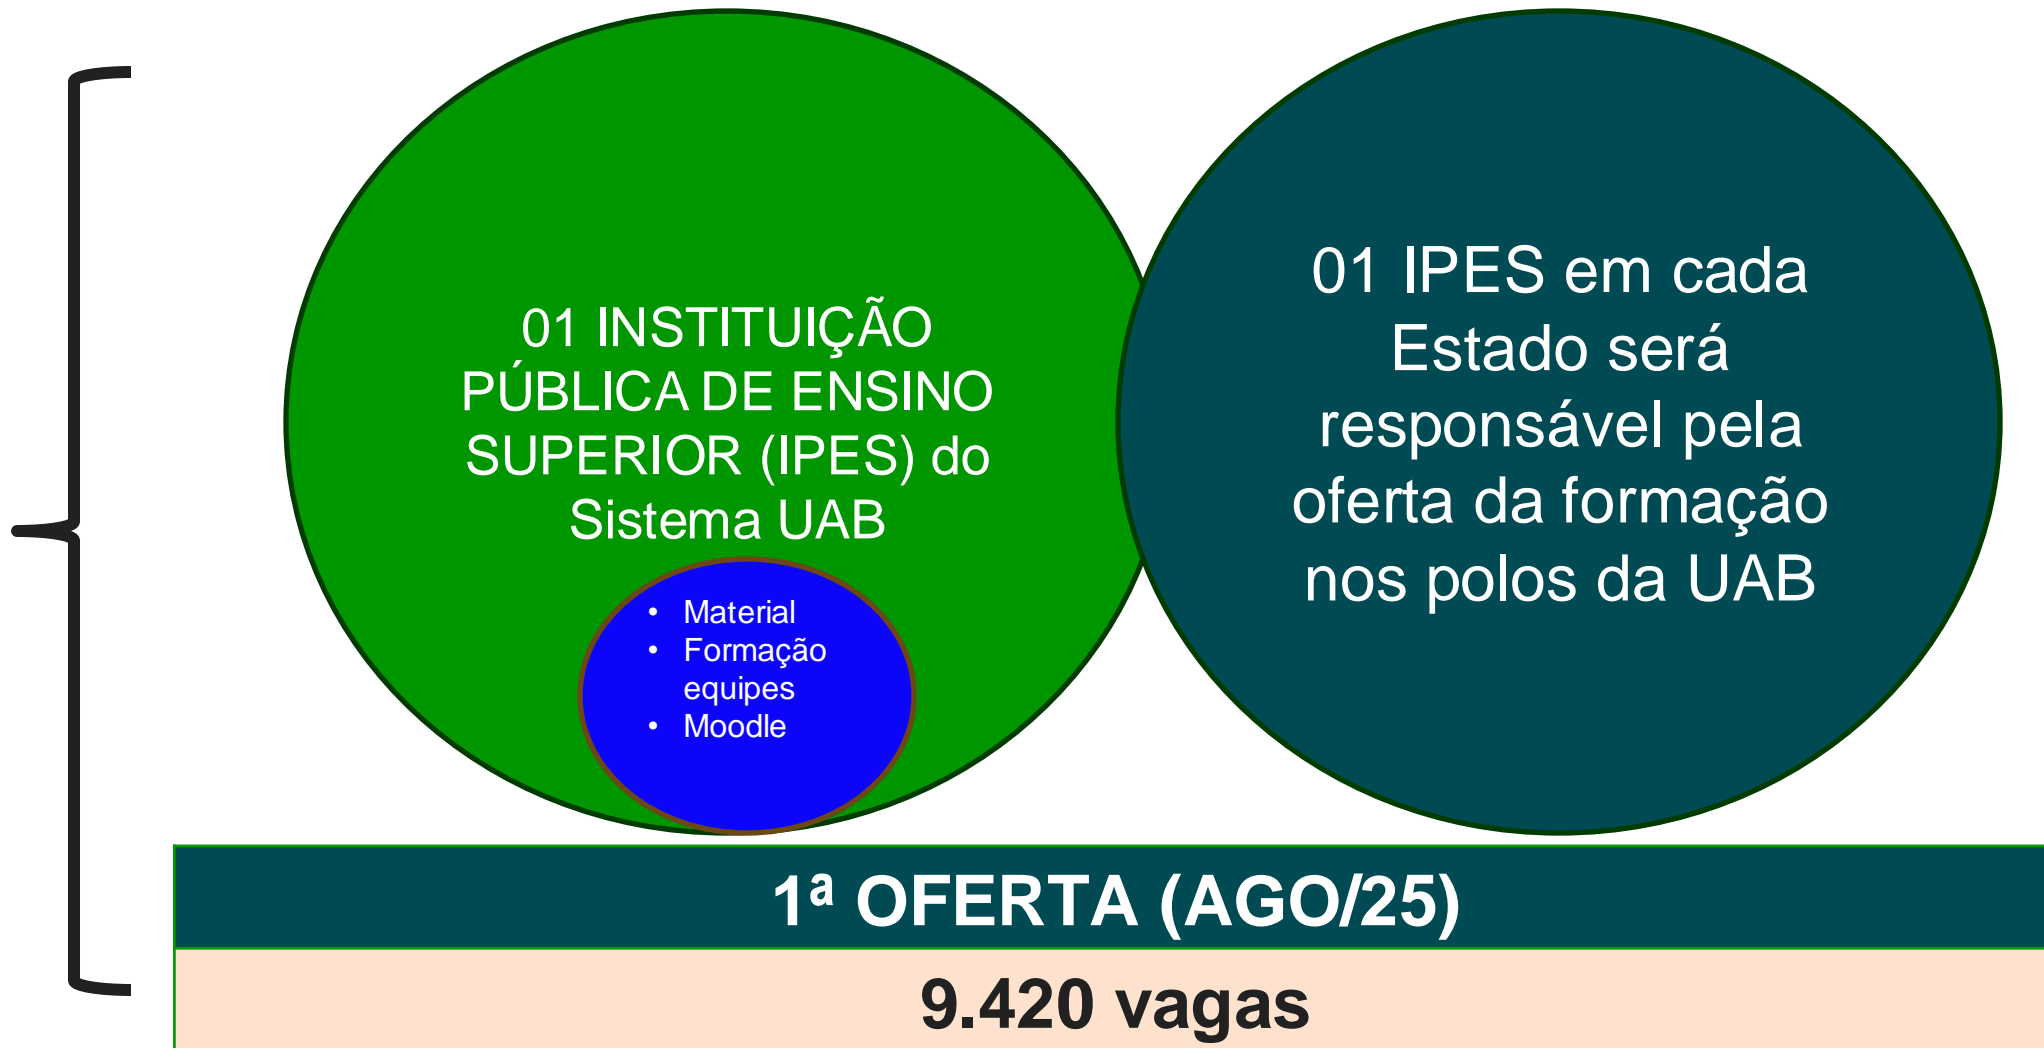 01 INSTITUIÇÃO
PÚBLICA DE ENSINO
SUPERIOR (IPES) do
Sistema UAB
• Material
• Formação
equipes
• Moodle
01 IPES em cada
Estado será
responsável pela
oferta da formação
nos polos da UAB
1ª OFERTA (AGO/25)
9.420 vagas